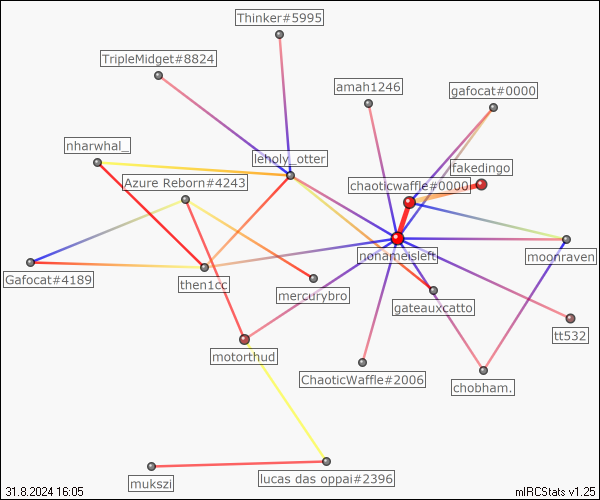 Thinker#5995
TripleMidget#8824
amah1246
gafocat#0000
nharwhal_
leholy_otter
fakedingo
Azure Reborn#4243
chaoticwaffle#0000
nonameisleft
moonraven
Gafocat#4189
then1cc
mercurybro
gateauxcatto
tt532
motorthud
ChaoticWaffle#2006
chobham.
mukszi
lucas das oppai#2396
31.8.2024 16:05
mIRCStats v1.25